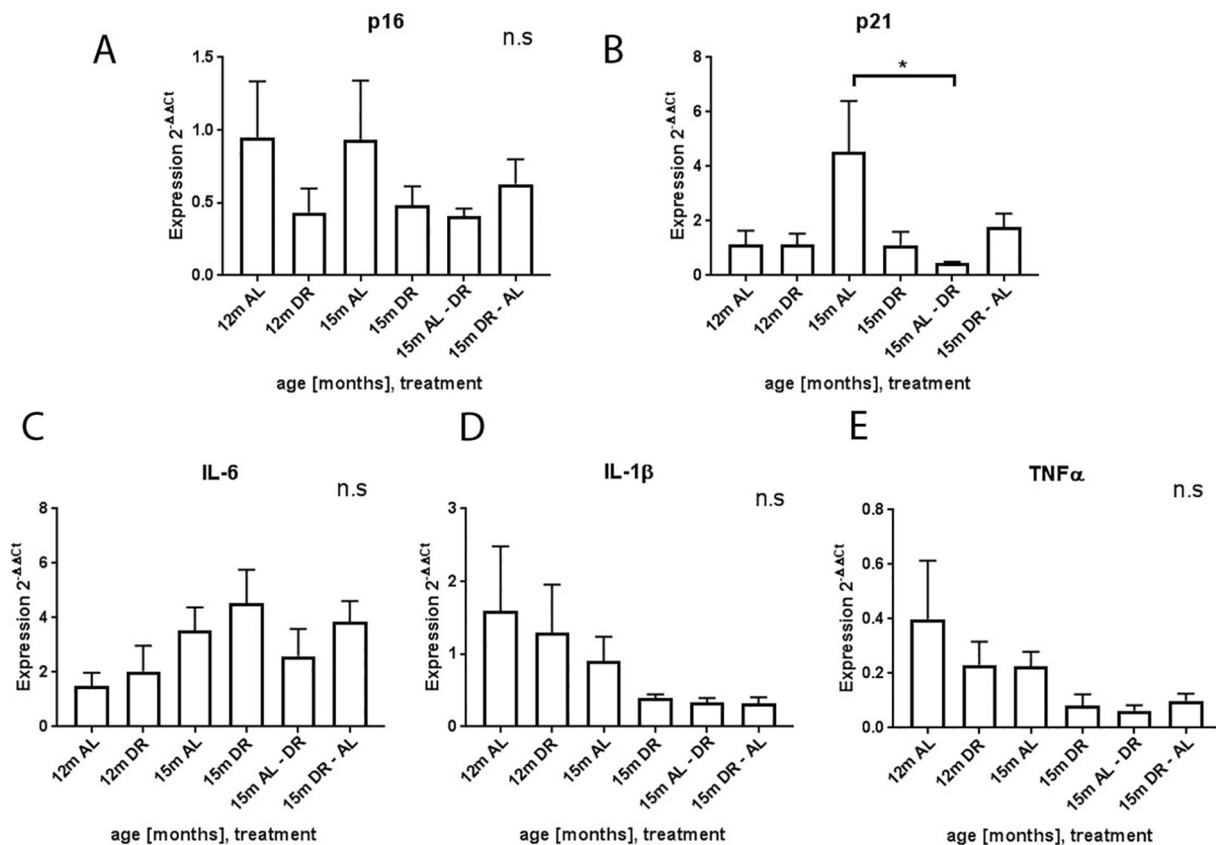 A
p16
n.s
Expression 2-ΔΔCt
1.5
1.0
0.5
0.0
12m AL
12m DR
15m AL
15m DR
15m AL - DR
15m DR - AL
age [months], treatment
B
p21
*
Expression 2-ΔΔCt
8
6
4
2
0
12m AL
12m DR
15m AL
15m DR
15m AL - DR
15m DR - AL
age [months], treatment
C
IL-6
n.s
Expression 2-ΔΔCt
8
6
4
2
0
12m AL
12m DR
15m AL
15m DR
15m AL - DR
15m DR - AL
age [months], treatment
D
IL-1β
n.s
Expression 2-ΔΔCt
3
2
1
0
12m AL
12m DR
15m AL
15m DR
15m AL - DR
15m DR - AL
age [months], treatment
E
TNFα
n.s
Expression 2-ΔΔCt
0.8
0.6
0.4
0.2
0.0
12m AL
12m DR
15m AL
15m DR
15m AL - DR
15m DR - AL
age [months], treatment